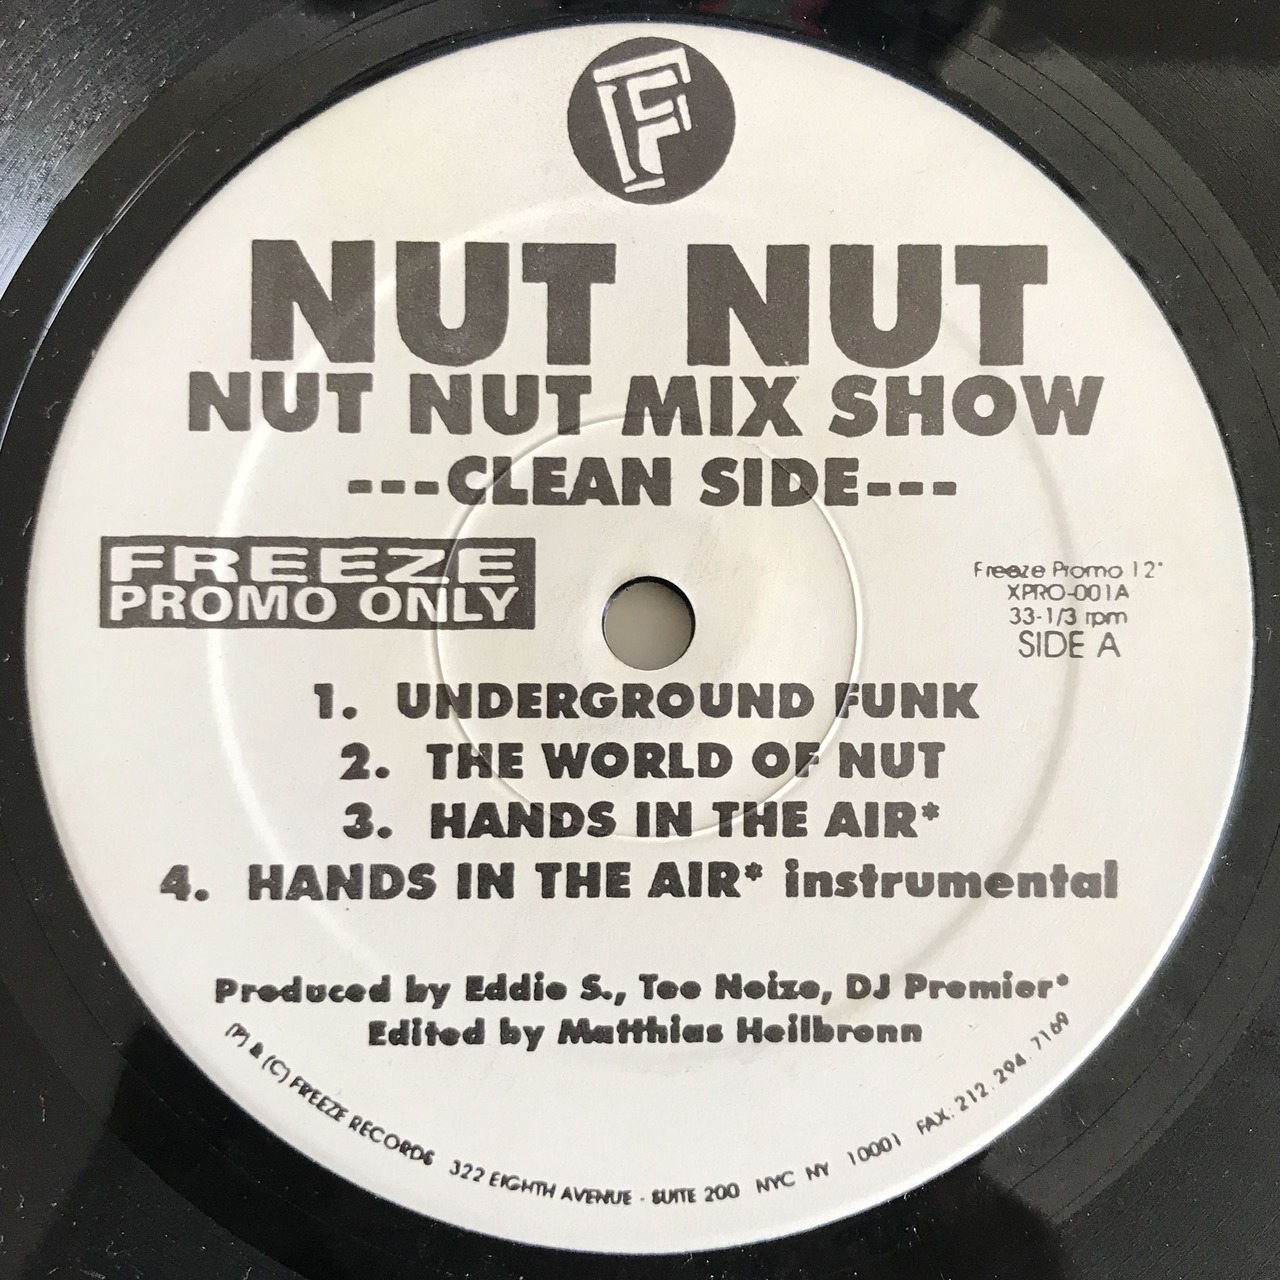 F
NUT NUT
NUT NUT MIX SHOW
---CLEAN SIDE---
FREEZE
PROMO ONLY
Freeze Promo 12"
XPRO-001A
33-1/3 rpm
SIDE A
1. UNDERGROUND FUNK
2. THE WORLD OF NUT
3. HANDS IN THE AIR*
4. HANDS IN THE AIR* instrumental
Produced by Eddie S., Tee Noize, DJ Premier*
Edited by Matthias Heilbronn
(P) & (C) FREEZE RECORDS 322 EIGHTH AVENUE - SUITE 200 NYC NY 10001 FAX: 212.294.7169